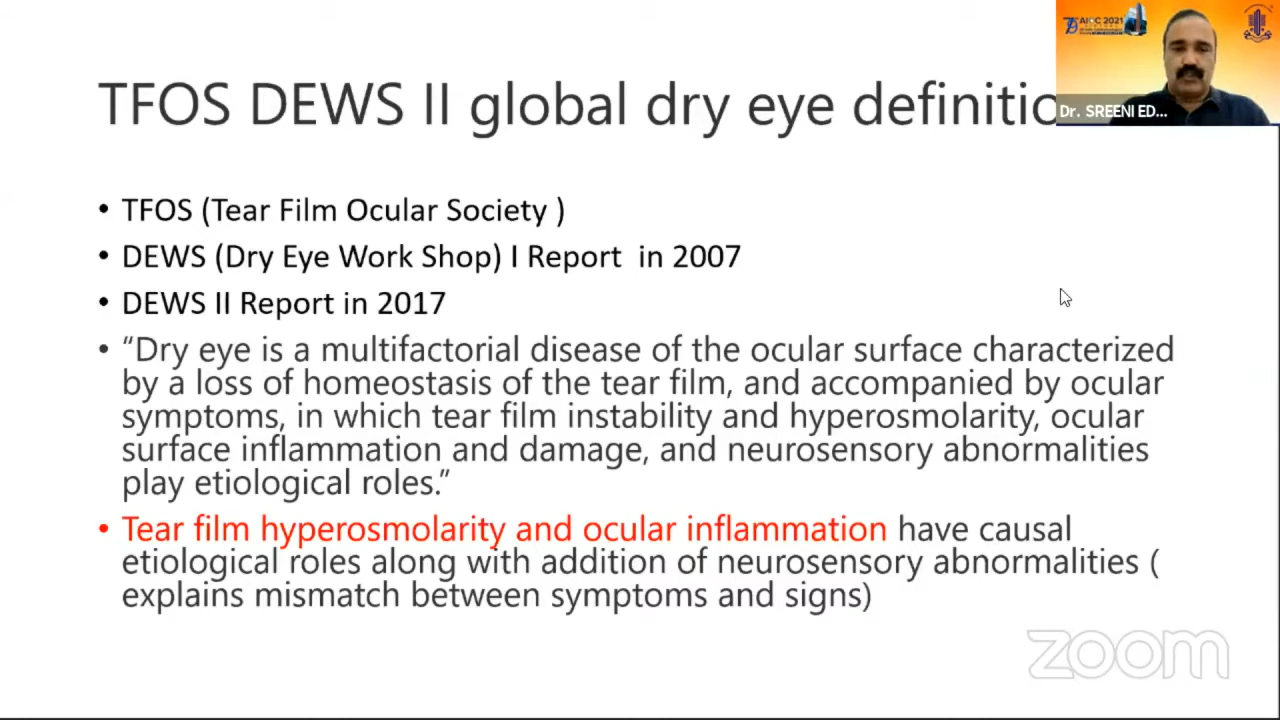 TFOS DEWS II global dry eye definitio
AICC 2021
Dr. SREENI ED...
• TFOS (Tear Film Ocular Society )
• DEWS (Dry Eye Work Shop) I Report in 2007
• DEWS II Report in 2017
• “Dry eye is a multifactorial disease of the ocular surface characterized
by a loss of homeostasis of the tear film, and accompanied by ocular
symptoms, in which tear film instability and hyperosmolarity, ocular
surface inflammation and damage, and neurosensory abnormalities
play etiological roles.”
• Tear film hyperosmolarity and ocular inflammation have causal
etiological roles along with addition of neurosensory abnormalities (
explains mismatch between symptoms and signs)
zoom